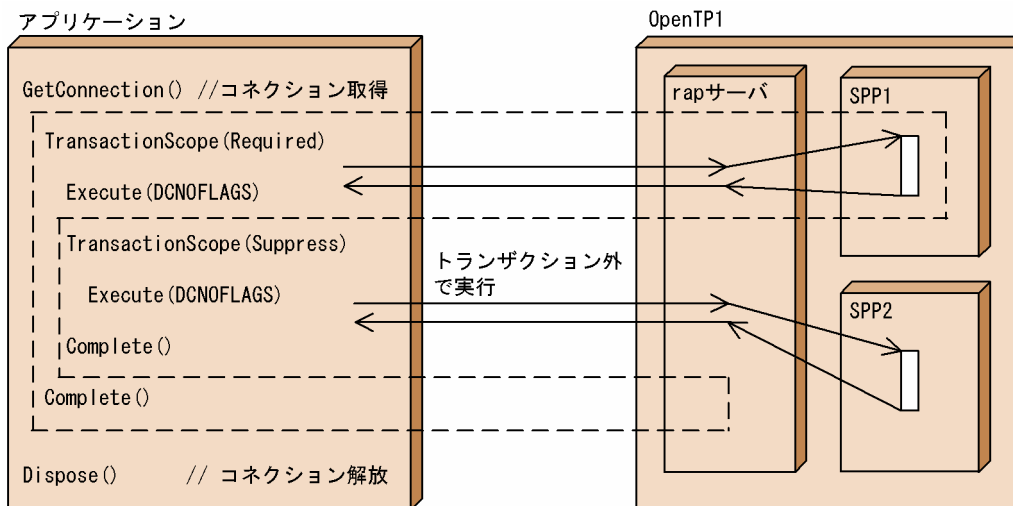 アプリケーション
GetConnection() //コネクション取得
TransactionScope(Required)
Execute(DCNOFLAGS)
TransactionScope(Suppress)
Execute(DCNOFLAGS)
Complete()
Complete()
Dispose() // コネクション解放
トランザクション外
で実行
OpenTP1
rapサーバ
SPP1
SPP2